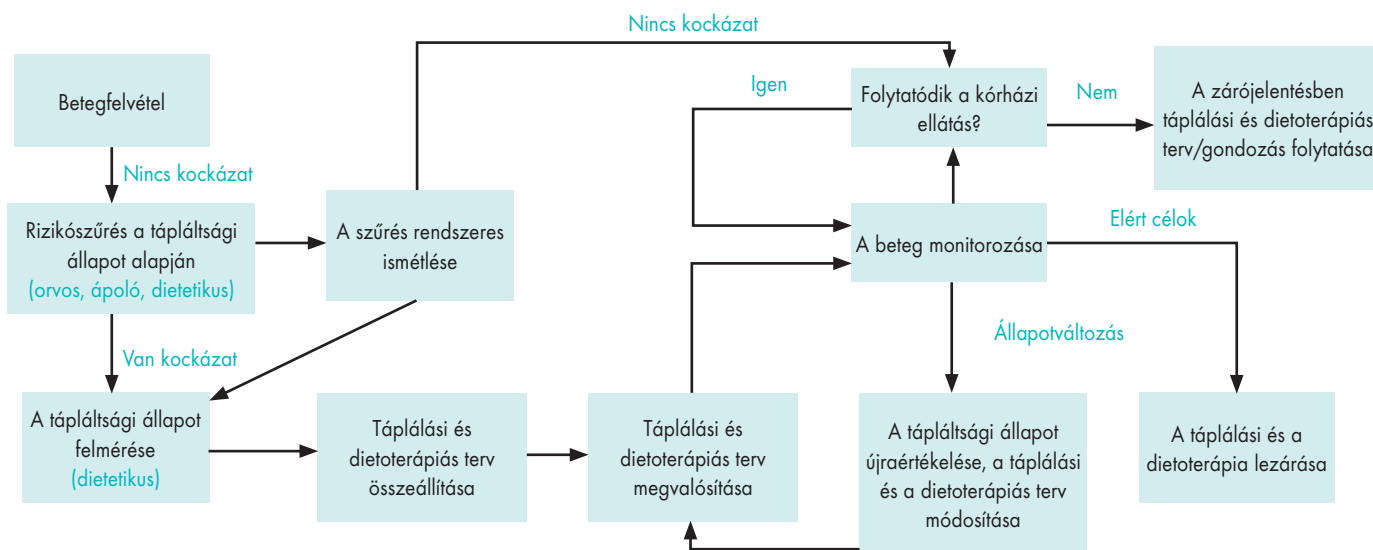 Nincs kockázat
Betegfelvétel
Nincs kockázat
Rizikószűrés a tápláltsági
állapot alapján
(orvos, ápoló, dietetikus)
Van kockázat
A szűrés rendszeres
ismétlése
A tápláltsági állapot
felmérése
(dietetikus)
Táplálási és
dietoterápiás terv
összeállítása
Táplálási és
dietoterápiás terv
megvalósítása
Igen
Folytatódik a kórházi
ellátás?
Nem
A zárójelentésben
táplálási és dietoterápiás
terv/gondozás folytatása
A beteg monitorozása
Elért célok
Állapotváltozás
A tápláltsági állapot
újraértékelése, a táplálási
és a dietoterápiás terv
módosítása
A táplálási és a
dietoterápia lezárása